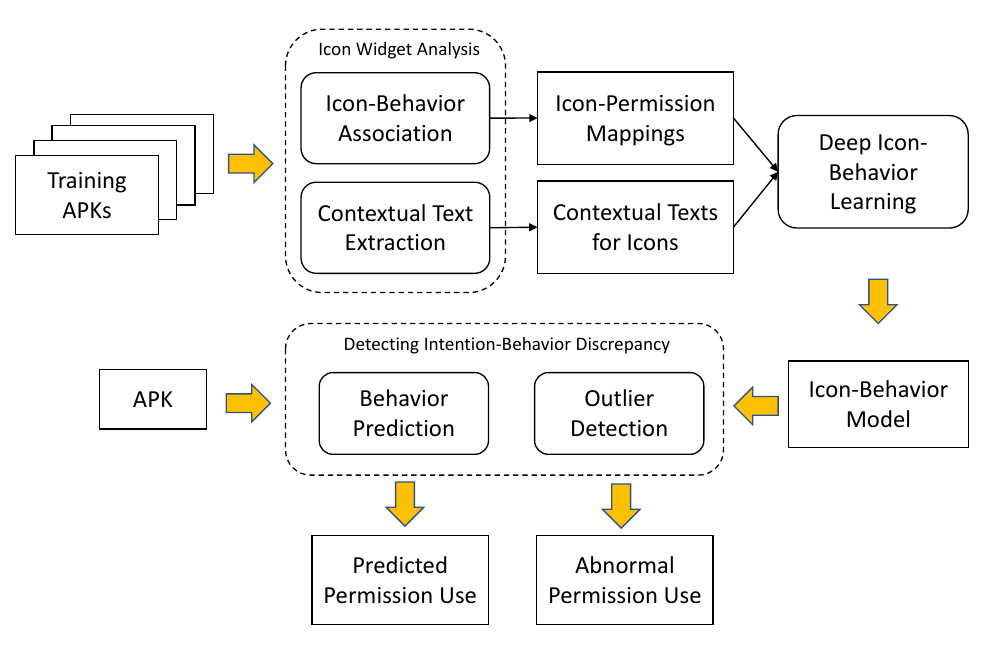 Icon Widget Analysis
Training
APKs
Icon-Behavior
Association
Contextual Text
Extraction
Icon-Permission
Mappings
Contextual Texts
for Icons
Deep Icon-
Behavior
Learning
Detecting Intention-Behavior Discrepancy
APK
Behavior
Prediction
Outlier
Detection
Icon-Behavior
Model
Predicted
Permission Use
Abnormal
Permission Use